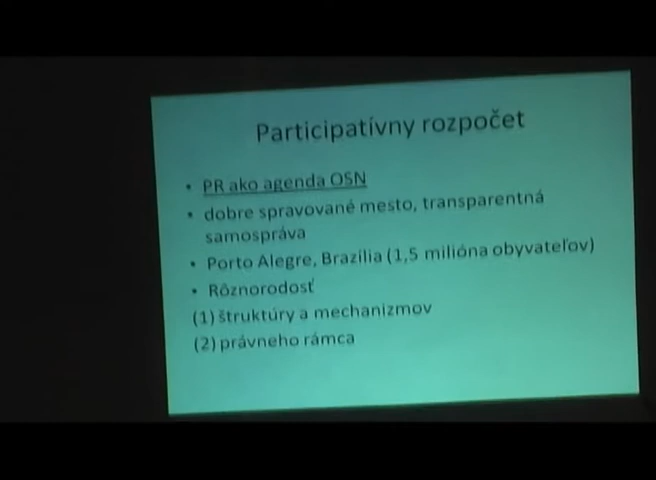 Participatívny rozpočet
• PR ako agenda OSN
• dobre spravované mesto, transparentná
samospráva
• Porto Alegre, Brazília (1,5 milióna obyvateľov)
• Rôznorodosť
(1) štruktúry a mechanizmov
(2) právneho rámca